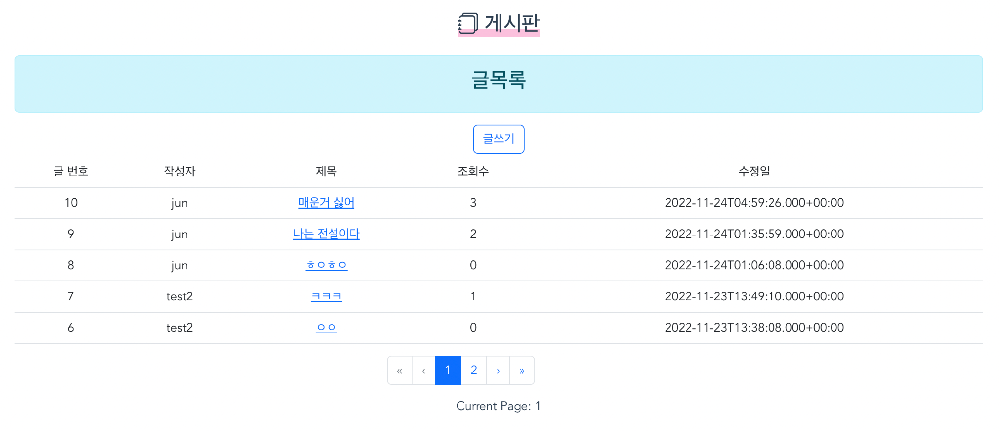 게시판
글목록
글쓰기
글 번호 작성자 제목 조회수 수정일
10 jun 매운거 싫어 3 2022-11-24T04:59:26.000+00:00
9 jun 나는 전설이다 2 2022-11-24T01:35:59.000+00:00
8 jun ㅎㅇㅎㅇ 0 2022-11-24T01:06:08.000+00:00
7 test2 ㅋㅋㅋ 1 2022-11-23T13:49:10.000+00:00
6 test2 ㅇㅇ 0 2022-11-23T13:38:08.000+00:00
« ‹ 1 2 › »
Current Page: 1